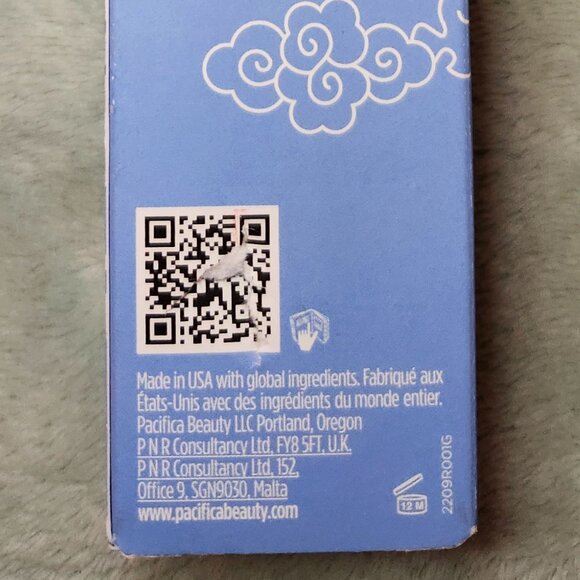 Made in USA with global ingredients. Fabriqué aux
États-Unis avec des ingrédients du monde entier.
Pacifica Beauty LLC Portland, Oregon
P N R Consultancy Ltd, FY8 5FT, U.K.
P N R Consultancy Ltd, 152,
Office 9, SGN9030, Malta
www.pacificabeauty.com
12 M
2209R001G